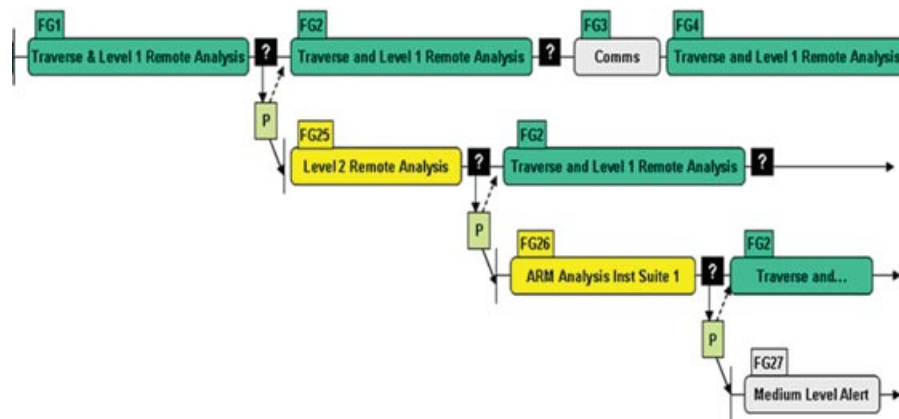 FG1
FG2
FG3
FG4
Traverse & Level 1 Remote Analysis
?
Traverse and Level 1 Remote Analysis
?
Comms
Traverse and Level 1 Remote Analysis
P
FG25
FG2
Level 2 Remote Analysis
?
Traverse and Level 1 Remote Analysis
?
P
FG26
FG2
ARM Analysis Inst Suite 1
?
Traverse and...
P
FG27
Medium Level Alert